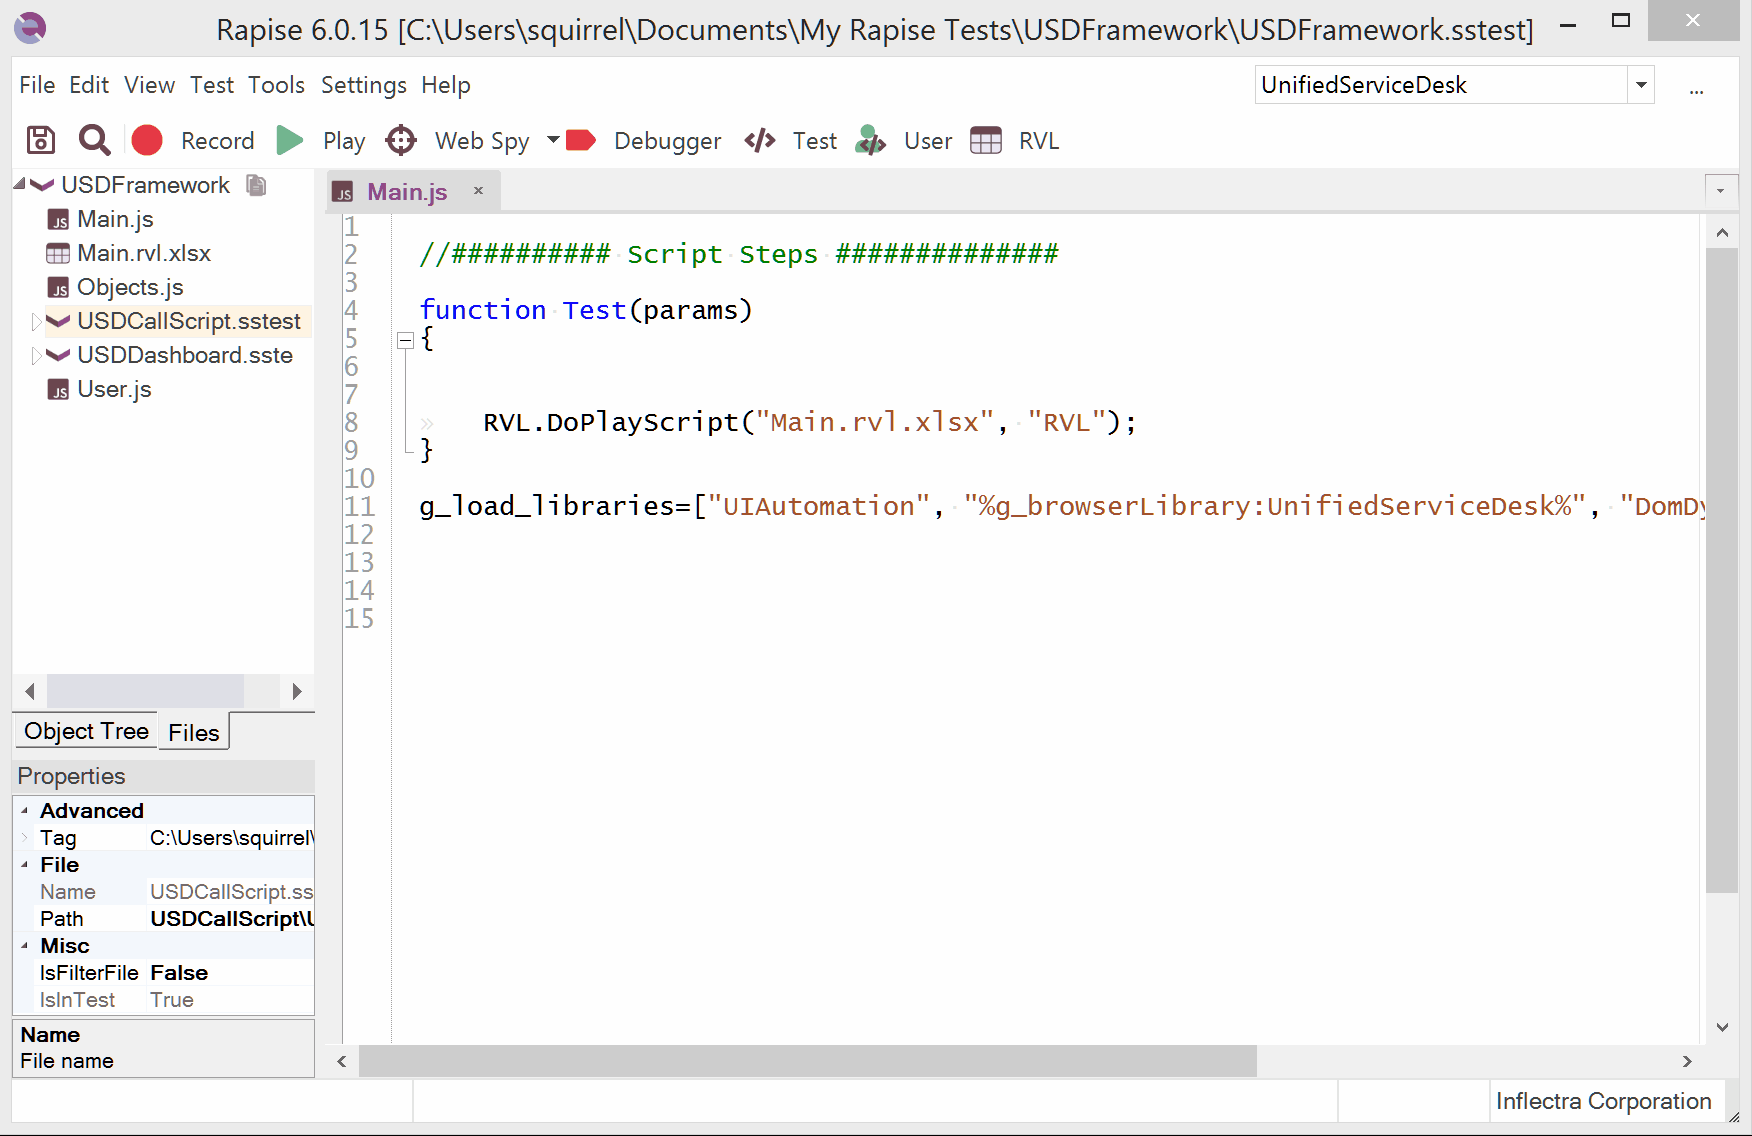 Rapise 6.0.15 [C:\Users\squirrel\Documents\My Rapise Tests\USDFramework\USDFramework.sstest]
File Edit View Test Tools Settings Help
UnifiedServiceDesk
...
Record Play Web Spy Debugger Test User RVL
USDFramework
Main.js
Main.rvl.xlsx
Objects.js
USDCallScript.sstest
USDDashboard.sste
User.js
Object Tree Files
Properties
Advanced
Tag C:\Users\squirrel\
File
Name USDCallScript.ss
Path USDCallScript\U
Misc
IsFilterFile False
IsInTest True
Name
File name
JS Main.js ×
1
2 //########## Script Steps ##############
3
4 function Test(params)
5 {
6
7
8 RVL.DoPlayScript("Main.rvl.xlsx", "RVL");
9 }
10
11 g_load_libraries=["UIAutomation", "%g_browserLibrary:UnifiedServiceDesk%", "DomDy
12
13
14
15
Inflectra Corporation